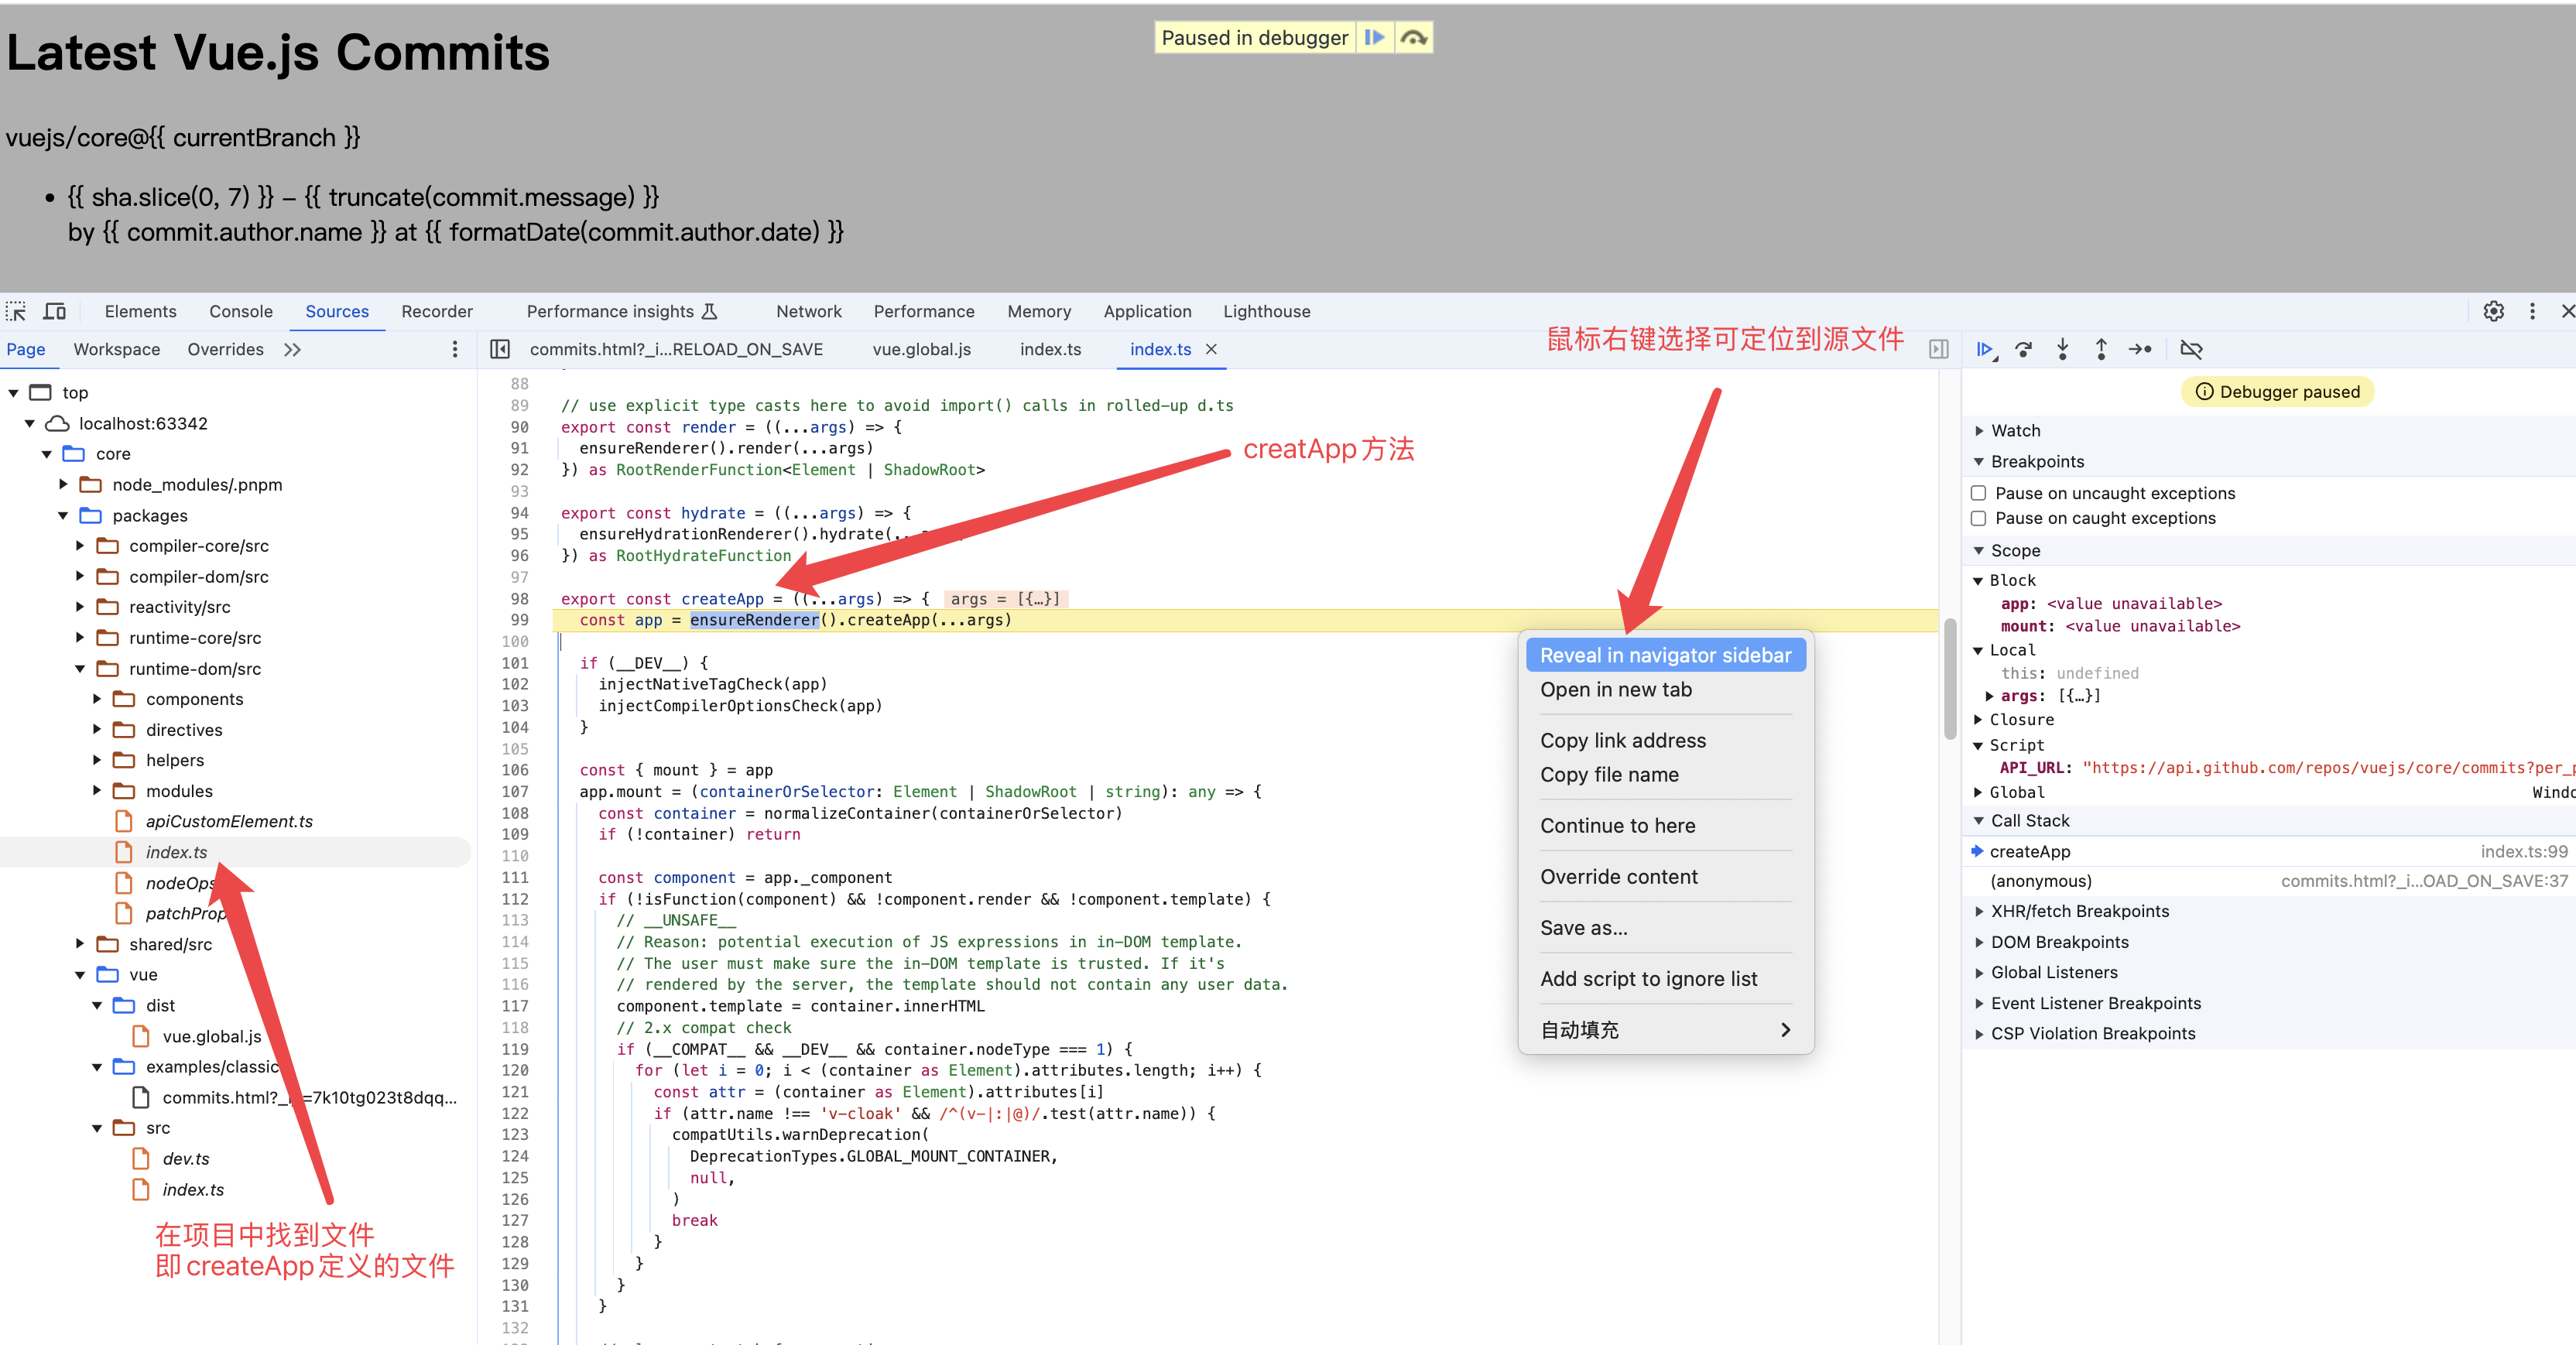 Latest Vue.js Commits
Paused in debugger
vuejs/core@{{ currentBranch }}
• {{ sha.slice(0, 7) }} – {{ truncate(commit.message) }}
by {{ commit.author.name }} at {{ formatDate(commit.author.date) }}
Elements Console Sources Recorder Performance insights Network Performance Memory Application Lighthouse
Page Workspace Overrides
commits.html?_i...RELOAD_ON_SAVE vue.global.js index.ts index.ts
鼠标右键选择可定位到源文件
top
localhost:63342
core
node_modules/.pnpm
packages
compiler-core/src
compiler-dom/src
reactivity/src
runtime-core/src
runtime-dom/src
components
directives
helpers
modules
apiCustomElement.ts
index.ts
nodeOps
patchProp
shared/src
vue
dist
vue.global.js
examples/classic
commits.html?_i=7k10tg023t8dqq...
src
dev.ts
index.ts
在项目中找到文件
即createApp定义的文件
88
89 // use explicit type casts here to avoid import() calls in rolled-up d.ts
90 export const render = ((...args) => {
91 ensureRenderer().render(...args)
92 }) as RootRenderFunction<Element | ShadowRoot>
93
94 export const hydrate = ((...args) => {
95 ensureHydrationRenderer().hydrate(..
96 }) as RootHydrateFunction
97
98 export const createApp = ((...args) => { args = [{…}]
99 const app = ensureRenderer().createApp(...args)
100
101 if (__DEV__) {
102 injectNativeTagCheck(app)
103 injectCompilerOptionsCheck(app)
104 }
105
106 const { mount } = app
107 app.mount = (containerOrSelector: Element | ShadowRoot | string): any => {
108 const container = normalizeContainer(containerOrSelector)
109 if (!container) return
110
111 const component = app._component
112 if (!isFunction(component) && !component.render && !component.template) {
113 // __UNSAFE__
114 // Reason: potential execution of JS expressions in in-DOM template.
115 // The user must make sure the in-DOM template is trusted. If it's
116 // rendered by the server, the template should not contain any user data.
117 component.template = container.innerHTML
118 // 2.x compat check
119 if (__COMPAT__ && __DEV__ && container.nodeType === 1) {
120 for (let i = 0; i < (container as Element).attributes.length; i++) {
121 const attr = (container as Element).attributes[i]
122 if (attr.name !== 'v-cloak' && /^(v-|:|@)/.test(attr.name)) {
123 compatUtils.warnDeprecation(
124 DeprecationTypes.GLOBAL_MOUNT_CONTAINER,
125 null,
126 )
127 break
128 }
129 }
130 }
131 }
132
creatApp方法
Reveal in navigator sidebar
Open in new tab
Copy link address
Copy file name
Continue to here
Override content
Save as...
Add script to ignore list
自动填充
Debugger paused
Watch
Breakpoints
Pause on uncaught exceptions
Pause on caught exceptions
Scope
Block
app: <value unavailable>
mount: <value unavailable>
Local
this: undefined
args: [{…}]
Closure
Script
API_URL: "https://api.github.com/repos/vuejs/core/commits?per_p
Global Windo
Call Stack
createApp index.ts:99
(anonymous) commits.html?_i...OAD_ON_SAVE:37
XHR/fetch Breakpoints
DOM Breakpoints
Global Listeners
Event Listener Breakpoints
CSP Violation Breakpoints